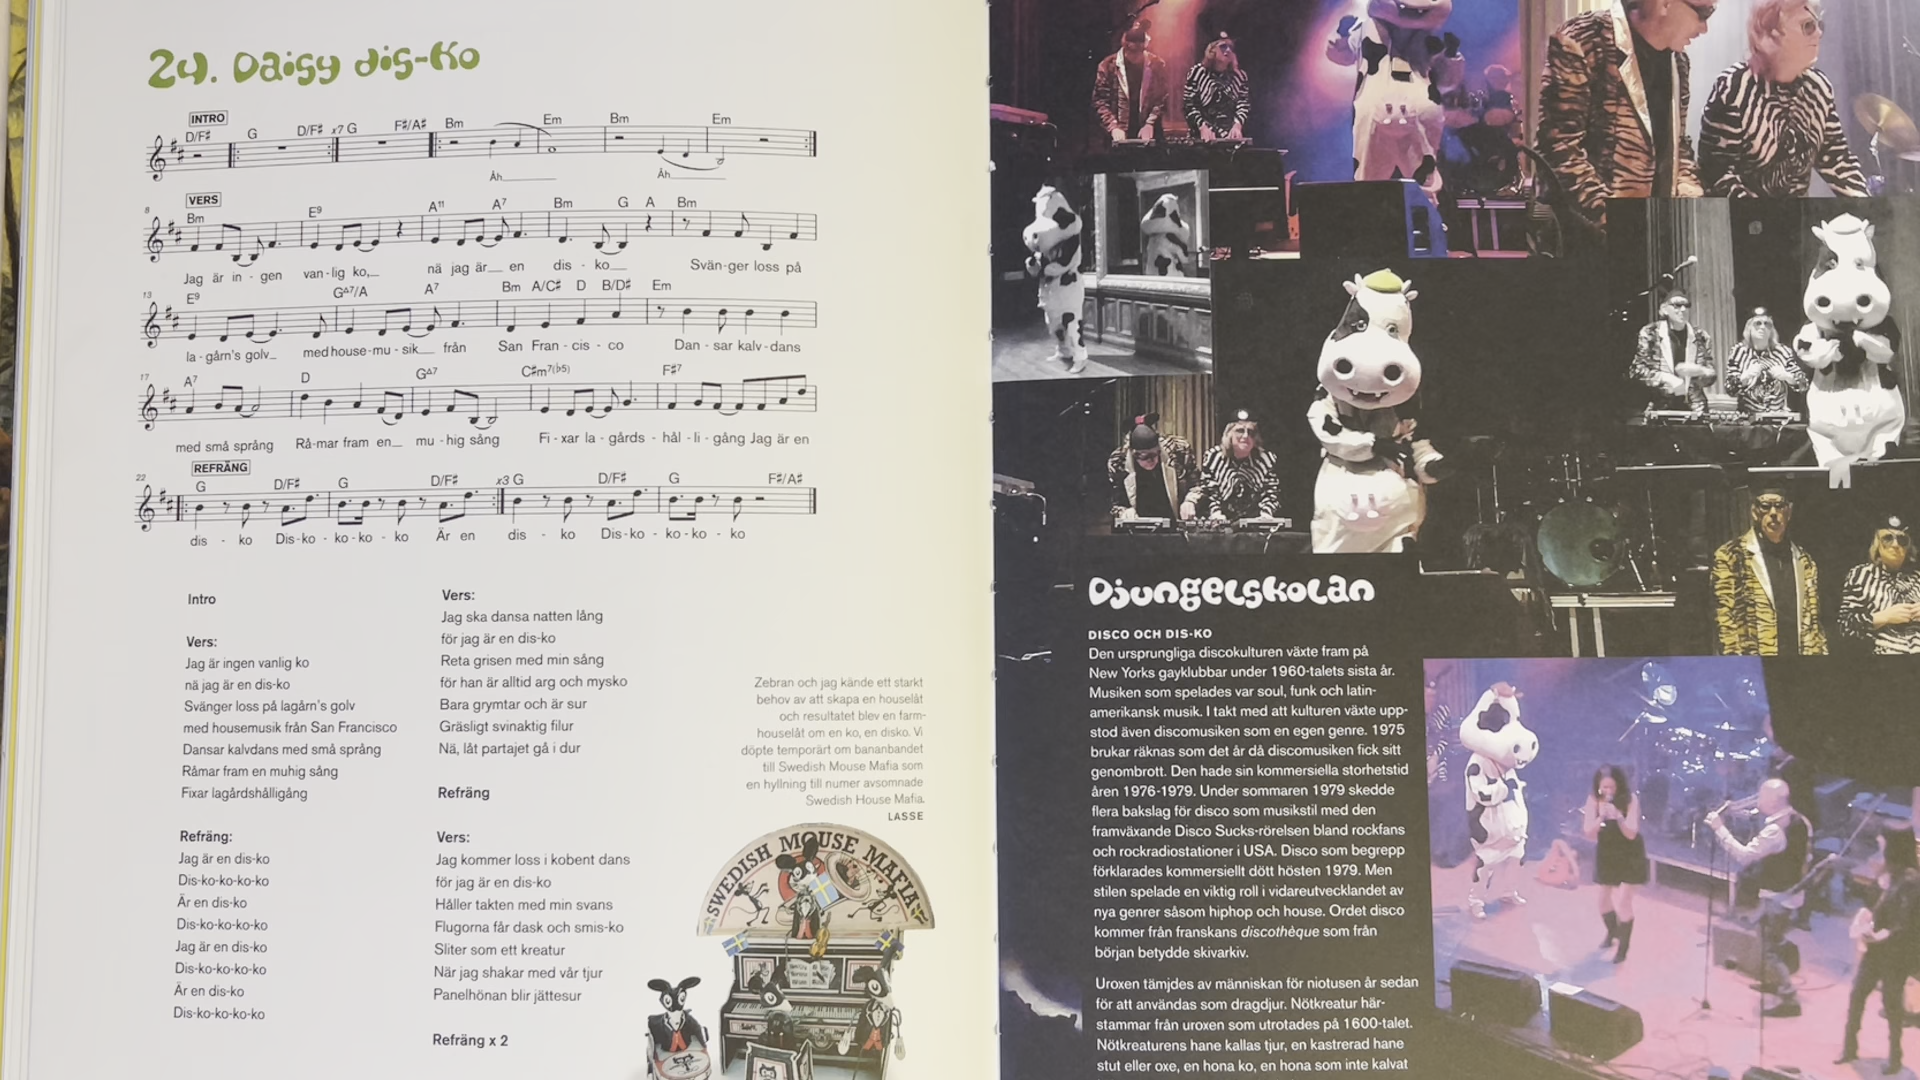 24. Daisy dis-ko
INTRO
D/F# G D/F# x7 G F#/A# Bm Em Bm Em
Åh Åh
8 VERS
Bm E9 A11 A7 Bm G A Bm
Jag är in - gen van - lig ko, nä jag är en dis - ko Svän - ger loss på
13
E9 G△7/A A7 Bm A/C# D B/D# Em
la - gårn's golv med house - mu - sik från San Fran - cis - co Dan - sar kalv - dans
17
A7 D G△7 C#m7(b5) F#7
med små språng Rå - mar fram en mu - hig sång Fi - xar la - gårds - hål - li - gång Jag är en
REFRÄNG
22
G D/F# G D/F# x3 G D/F# G F#/A#
dis - ko Dis - ko - ko - ko - ko Är en dis - ko Dis - ko - ko - ko - ko
Intro
Vers:
Jag är ingen vanlig ko
nä jag är en dis-ko
Svänger loss på lagårn's golv
med housemusik från San Francisco
Dansar kalvdans med små språng
Råmar fram en muhig sång
Fixar lagårdshålligång
Refräng:
Jag är en dis-ko
Dis-ko-ko-ko-ko
Är en dis-ko
Dis-ko-ko-ko-ko
Jag är en dis-ko
Dis-ko-ko-ko-ko
Är en dis-ko
Dis-ko-ko-ko-ko
Vers:
Jag ska dansa natten lång
för jag är en dis-ko
Reta grisen med min sång
för han är alltid arg och mysko
Bara grymtar och är sur
Gräsligt svinaktig filur
Nä, låt partajet gå i dur
Refräng
Vers:
Jag kommer loss i kobent dans
för jag är en dis-ko
Håller takten med min svans
Flugorna får dask och smis-ko
Sliter som ett kreatur
När jag shakar med vår tjur
Panelhönan blir jättesur
Refräng x 2
Zebran och jag kände ett starkt
behov av att skapa en houselåt
och resultatet blev en farm-
houselåt om en ko, en disko. Vi
döpte temporärt om bananbandet
till Swedish Mouse Mafia som
en hyllning till numer avsomnade
Swedish House Mafia.
LASSE
SWEDISH MOUSE MAFIA
Djungelskolan
DISCO OCH DIS-KO
Den ursprungliga discokulturen växte fram på
New Yorks gayklubbar under 1960-talets sista år.
Musiken som spelades var soul, funk och latin-
amerikansk musik. I takt med att kulturen växte upp-
stod även discomusiken som en egen genre. 1975
brukar räknas som det år då discomusiken fick sitt
genombrott. Den hade sin kommersiella storhetstid
åren 1976-1979. Under sommaren 1979 skedde
flera bakslag för disco som musikstil med den
framväxande Disco Sucks-rörelsen bland rockfans
och rockradiostationer i USA. Disco som begrepp
förklarades kommersiellt dött hösten 1979. Men
stilen spelade en viktig roll i vidareutvecklandet av
nya genrer såsom hiphop och house. Ordet disco
kommer från franskans discothèque som från
början betydde skivarkiv.
Uroxen tämjdes av människan för niotusen år sedan
för att användas som dragdjur. Nötkreatur här-
stammar från uroxen som utrotades på 1600-talet.
Nötkreaturens hane kallas tjur, en kastrerad hane
stut eller oxe, en hona ko, en hona som inte kalvat